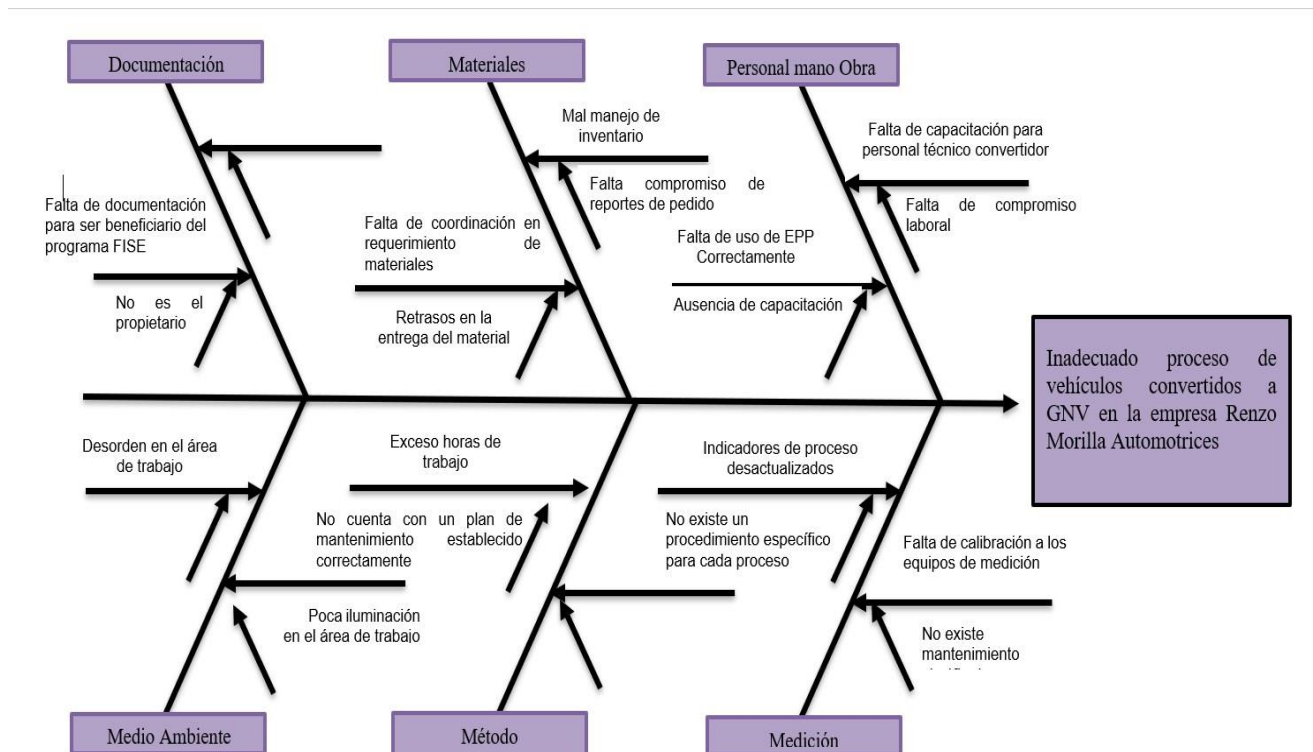 Documentación
Materiales
Personal mano Obra
Mal manejo de
inventario
Falta de capacitación para
personal técnico convertidor
Falta compromiso de
reportes de pedido
Falta de compromiso
laboral
Falta de documentación
para ser beneficiario del
programa FISE
Falta de coordinación en
requerimiento de
materiales
Falta de uso de EPP
Correctamente
No es el
propietario
Retrasos en la
entrega del material
Ausencia de capacitación
Inadecuado proceso de
vehículos convertidos a
GNV en la empresa Renzo
Morilla Automotrices
Desorden en el área
de trabajo
Exceso horas de
trabajo
Indicadores de proceso
desactualizados
No cuenta con un plan de
mantenimiento establecido
correctamente
No existe un
procedimiento específico
para cada proceso
Falta de calibración a los
equipos de medición
Poca iluminación
en el área de trabajo
No existe
mantenimiento
Medio Ambiente
Método
Medición